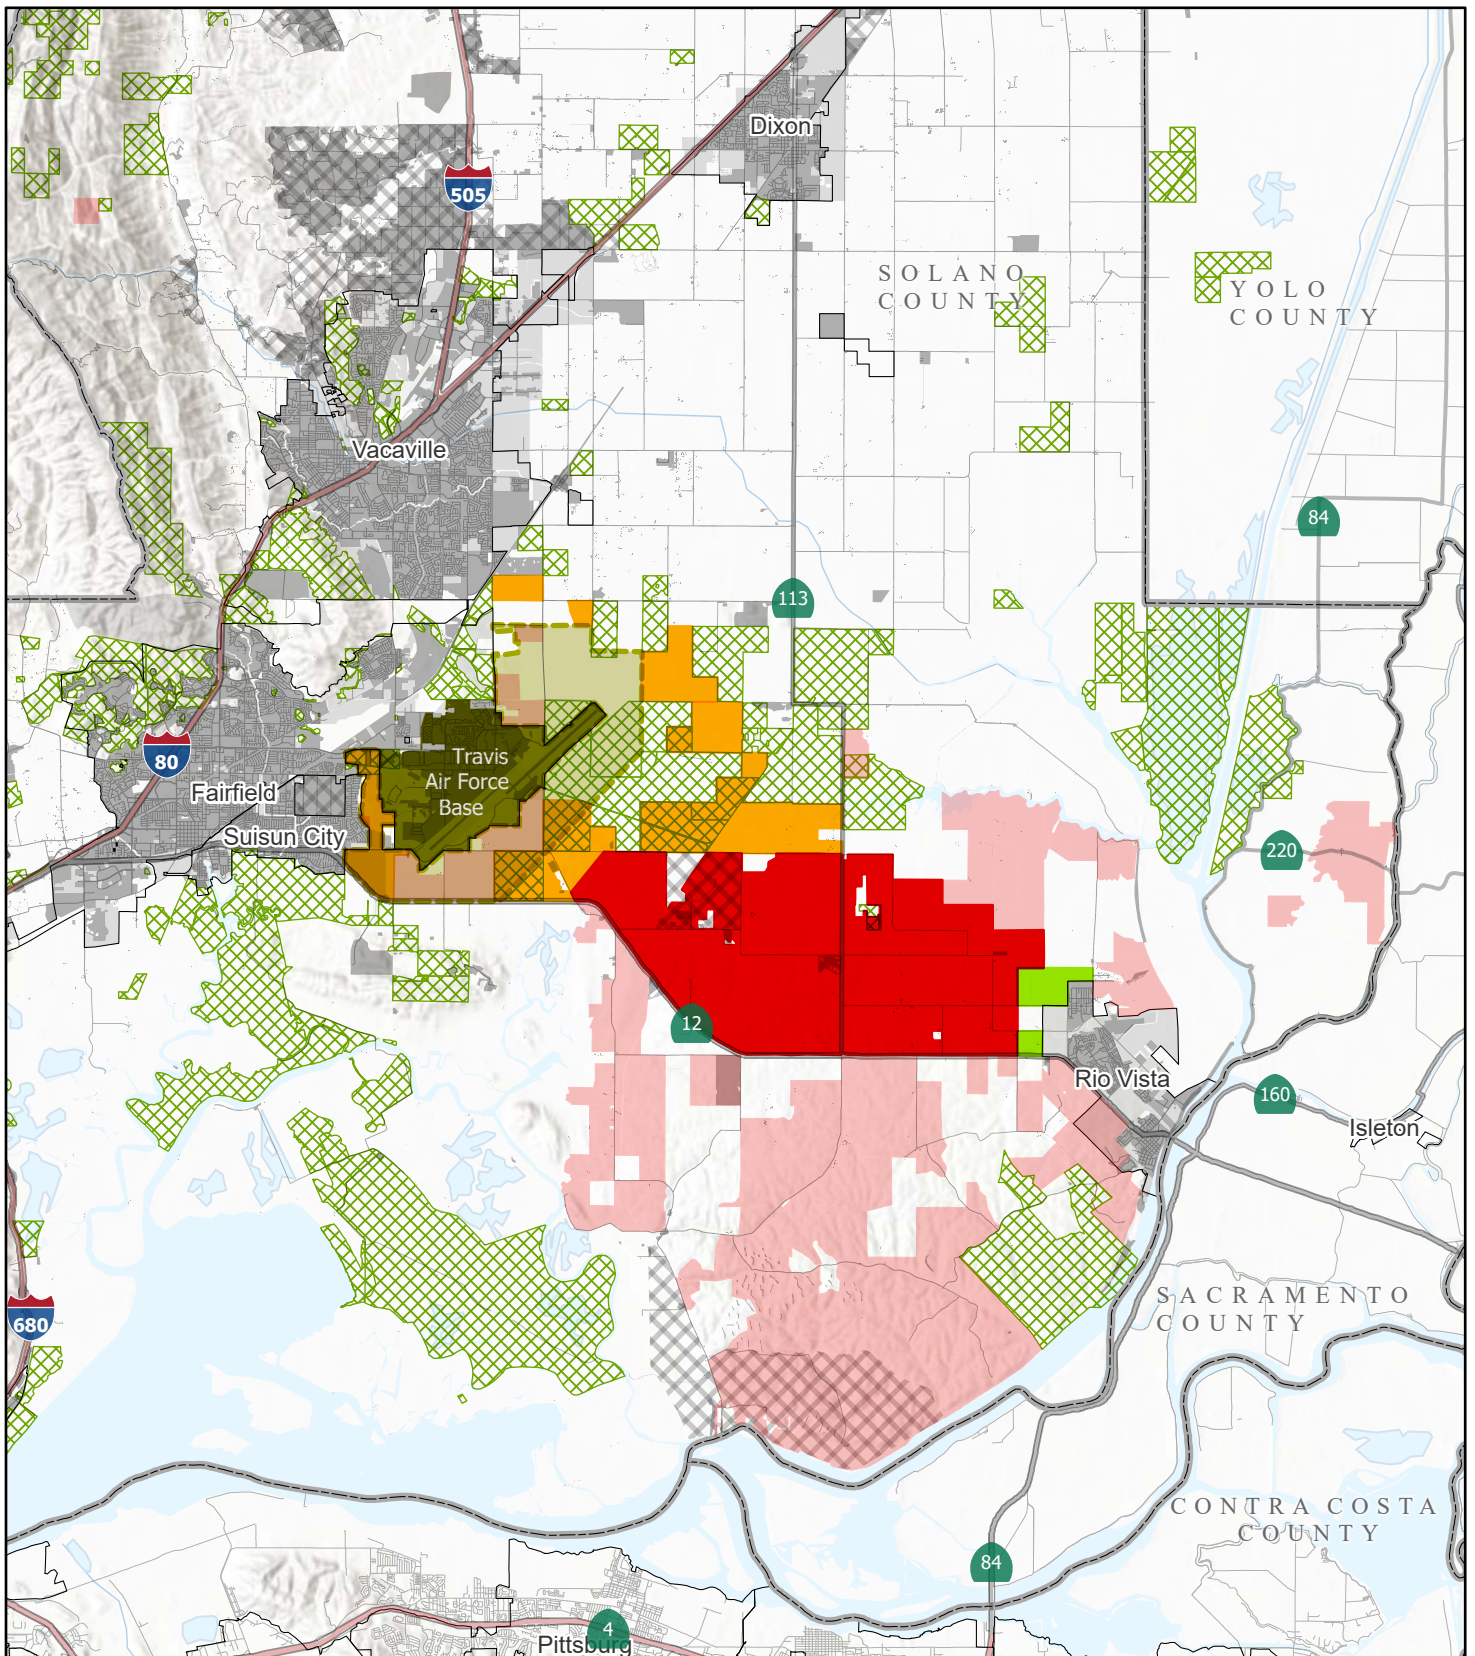 Dixon
505
SOLANO
COUNTY
YOLO
COUNTY
Vacaville
84
113
80
Travis
Air Force
Base
Fairfield
Suisun City
220
12
Rio Vista
160
Isleton
680
SACRAMENTO
COUNTY
CONTRA COSTA
COUNTY
84
4
Pittsburg